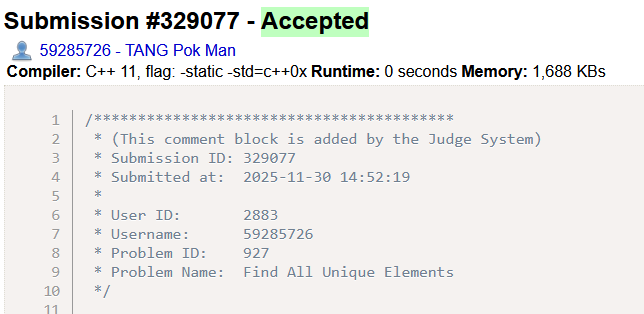 Submission #329077 - Accepted
59285726 - TANG Pok Man
Compiler: C++ 11, flag: -static -std=c++0x Runtime: 0 seconds Memory: 1,688 KBs
1 /*****************************************
2 * (This comment block is added by the Judge System)
3 * Submission ID: 329077
4 * Submitted at:  2025-11-30 14:52:19
5 *
6 * User ID:       2883
7 * Username:      59285726
8 * Problem ID:    927
9 * Problem Name:  Find All Unique Elements
10 */
11